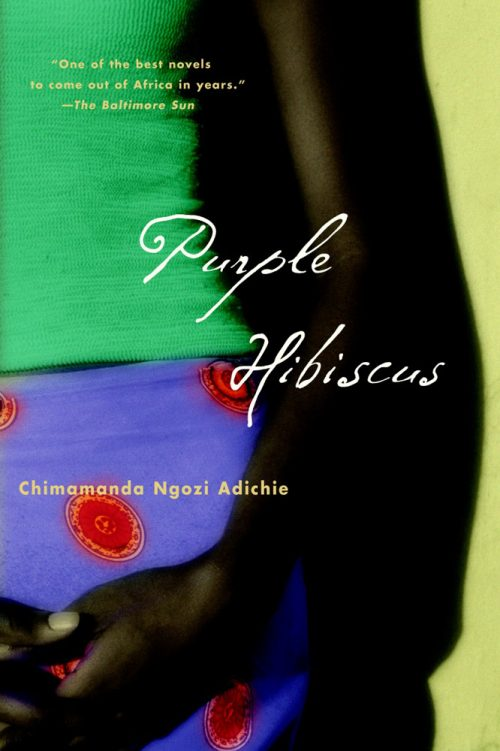 “One of the best novels
to come out of Africa in years.”
—The Baltimore Sun
Purple
Hibiscus
Chimamanda Ngozi Adichie